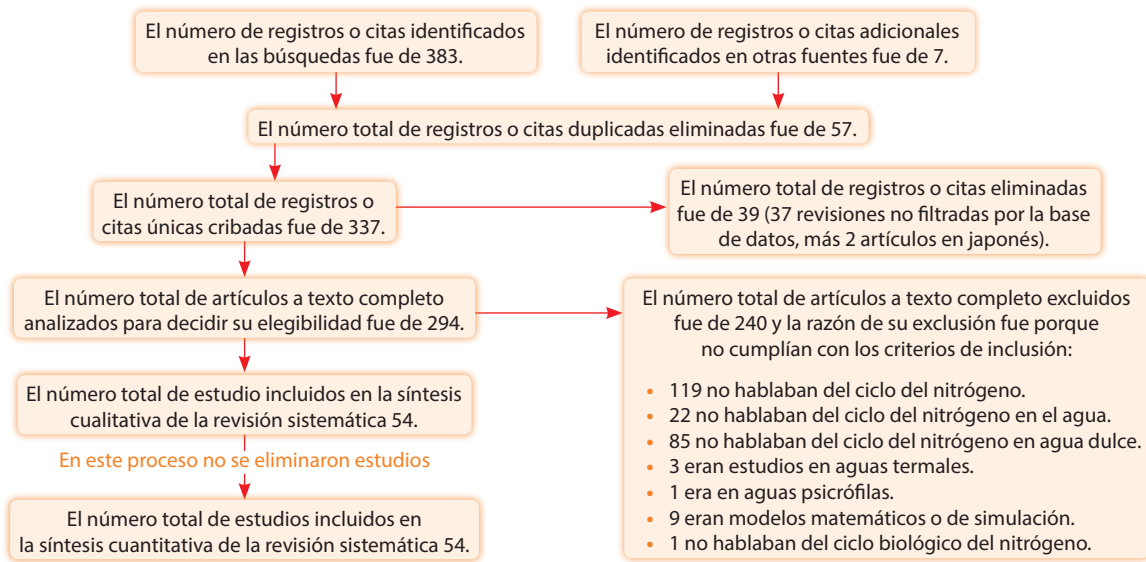 El número de registros o citas identificados
en las búsquedas fue de 383.
El número de registros o citas adicionales
identificados en otras fuentes fue de 7.
El número total de registros o citas duplicadas eliminadas fue de 57.
El número total de registros o
citas únicas cribadas fue de 337.
El número total de registros o citas eliminadas
fue de 39 (37 revisiones no filtradas por la base
de datos, más 2 artículos en japonés).
El número total de artículos a texto completo
analizados para decidir su elegibilidad fue de 294.
El número total de artículos a texto completo excluidos
fue de 240 y la razón de su exclusión fue porque
no cumplían con los criterios de inclusión:
• 119 no hablaban del ciclo del nitrógeno.
• 22 no hablaban del ciclo del nitrógeno en el agua.
• 85 no hablaban del ciclo del nitrógeno en agua dulce.
• 3 eran estudios en aguas termales.
• 1 era en aguas psicrófilas.
• 9 eran modelos matemáticos o de simulación.
• 1 no hablaban del ciclo biológico del nitrógeno.
El número total de estudio incluidos en la síntesis
cualitativa de la revisión sistemática 54.
En este proceso no se eliminaron estudios
El número total de estudios incluidos en
la síntesis cuantitativa de la revisión sistemática 54.